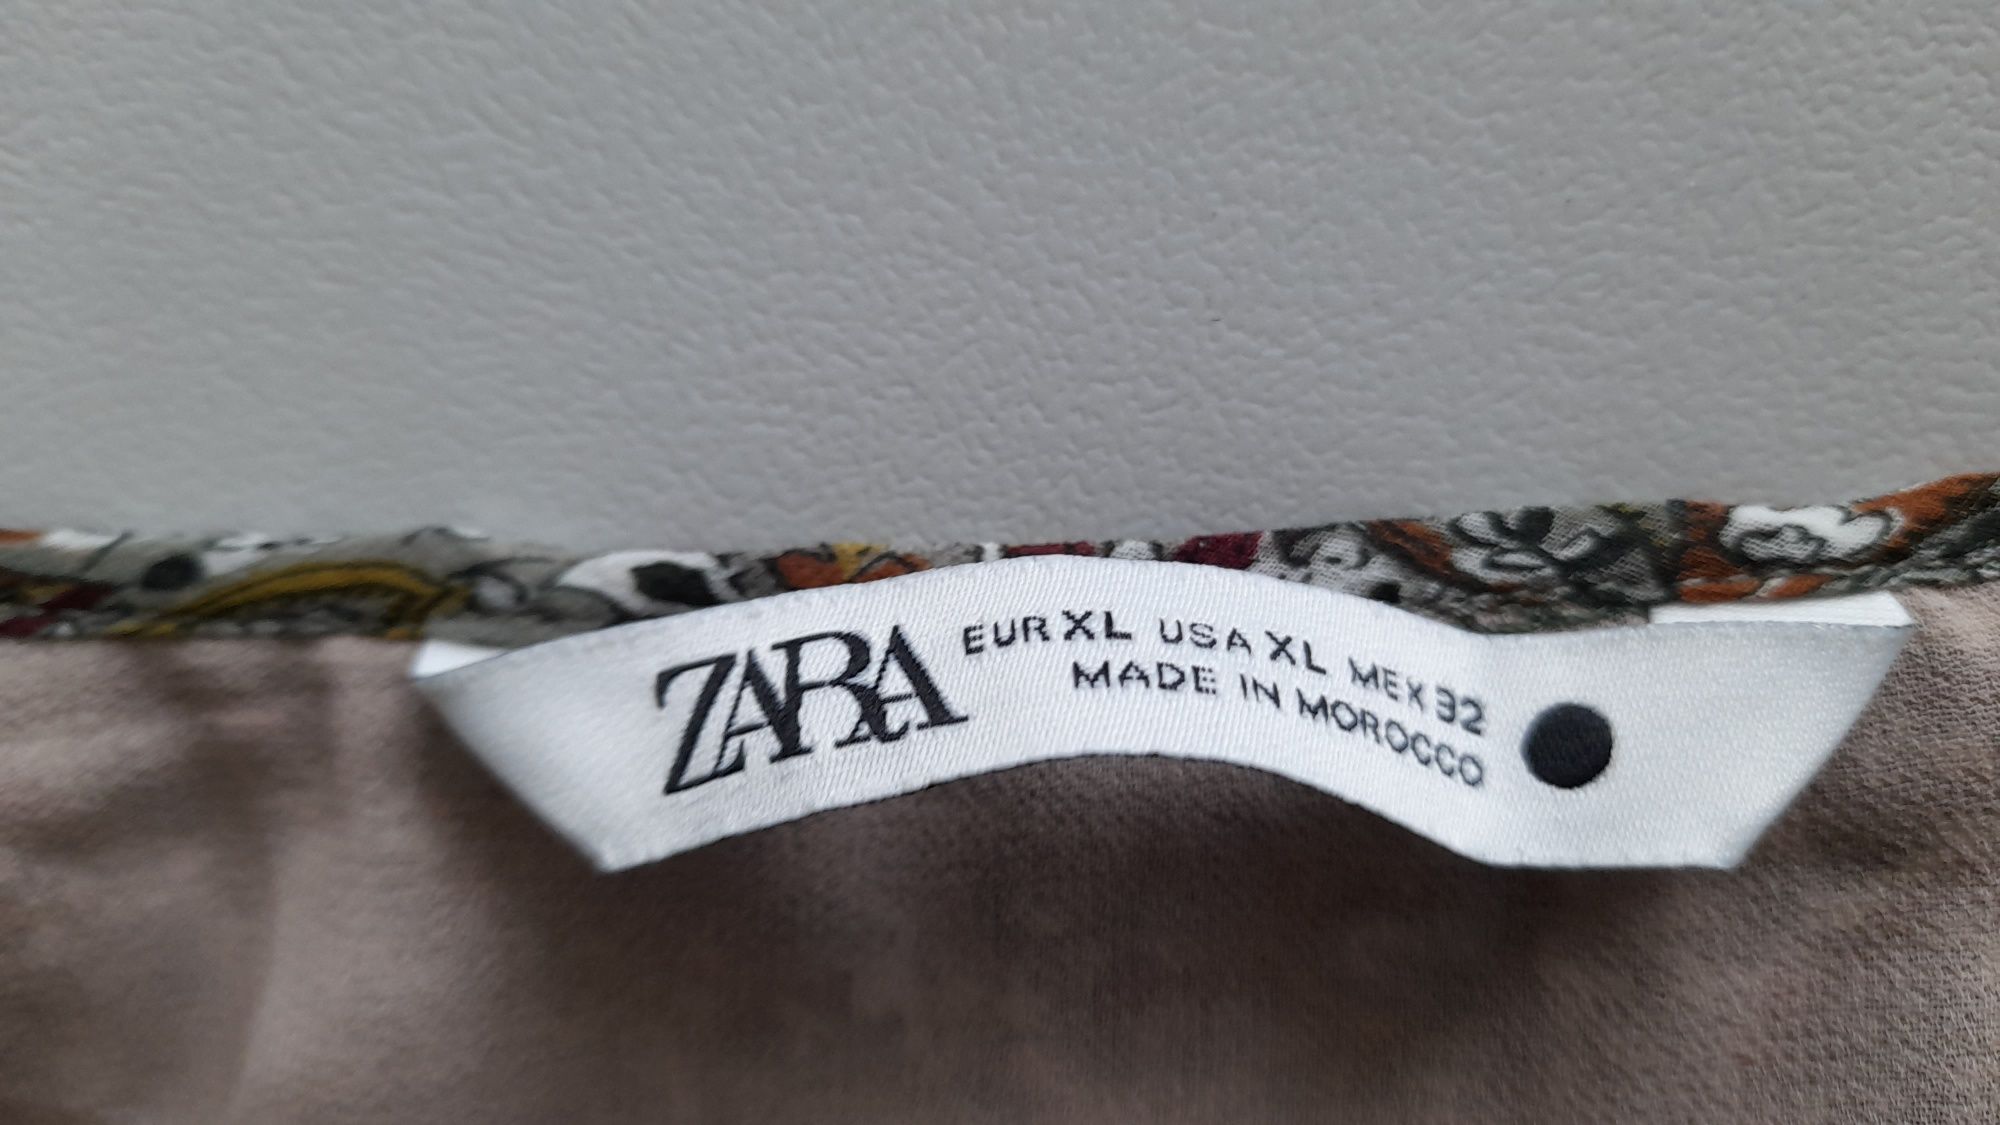 ZARA
EUR XL USA XL MEX 32
MADE IN MOROCCO